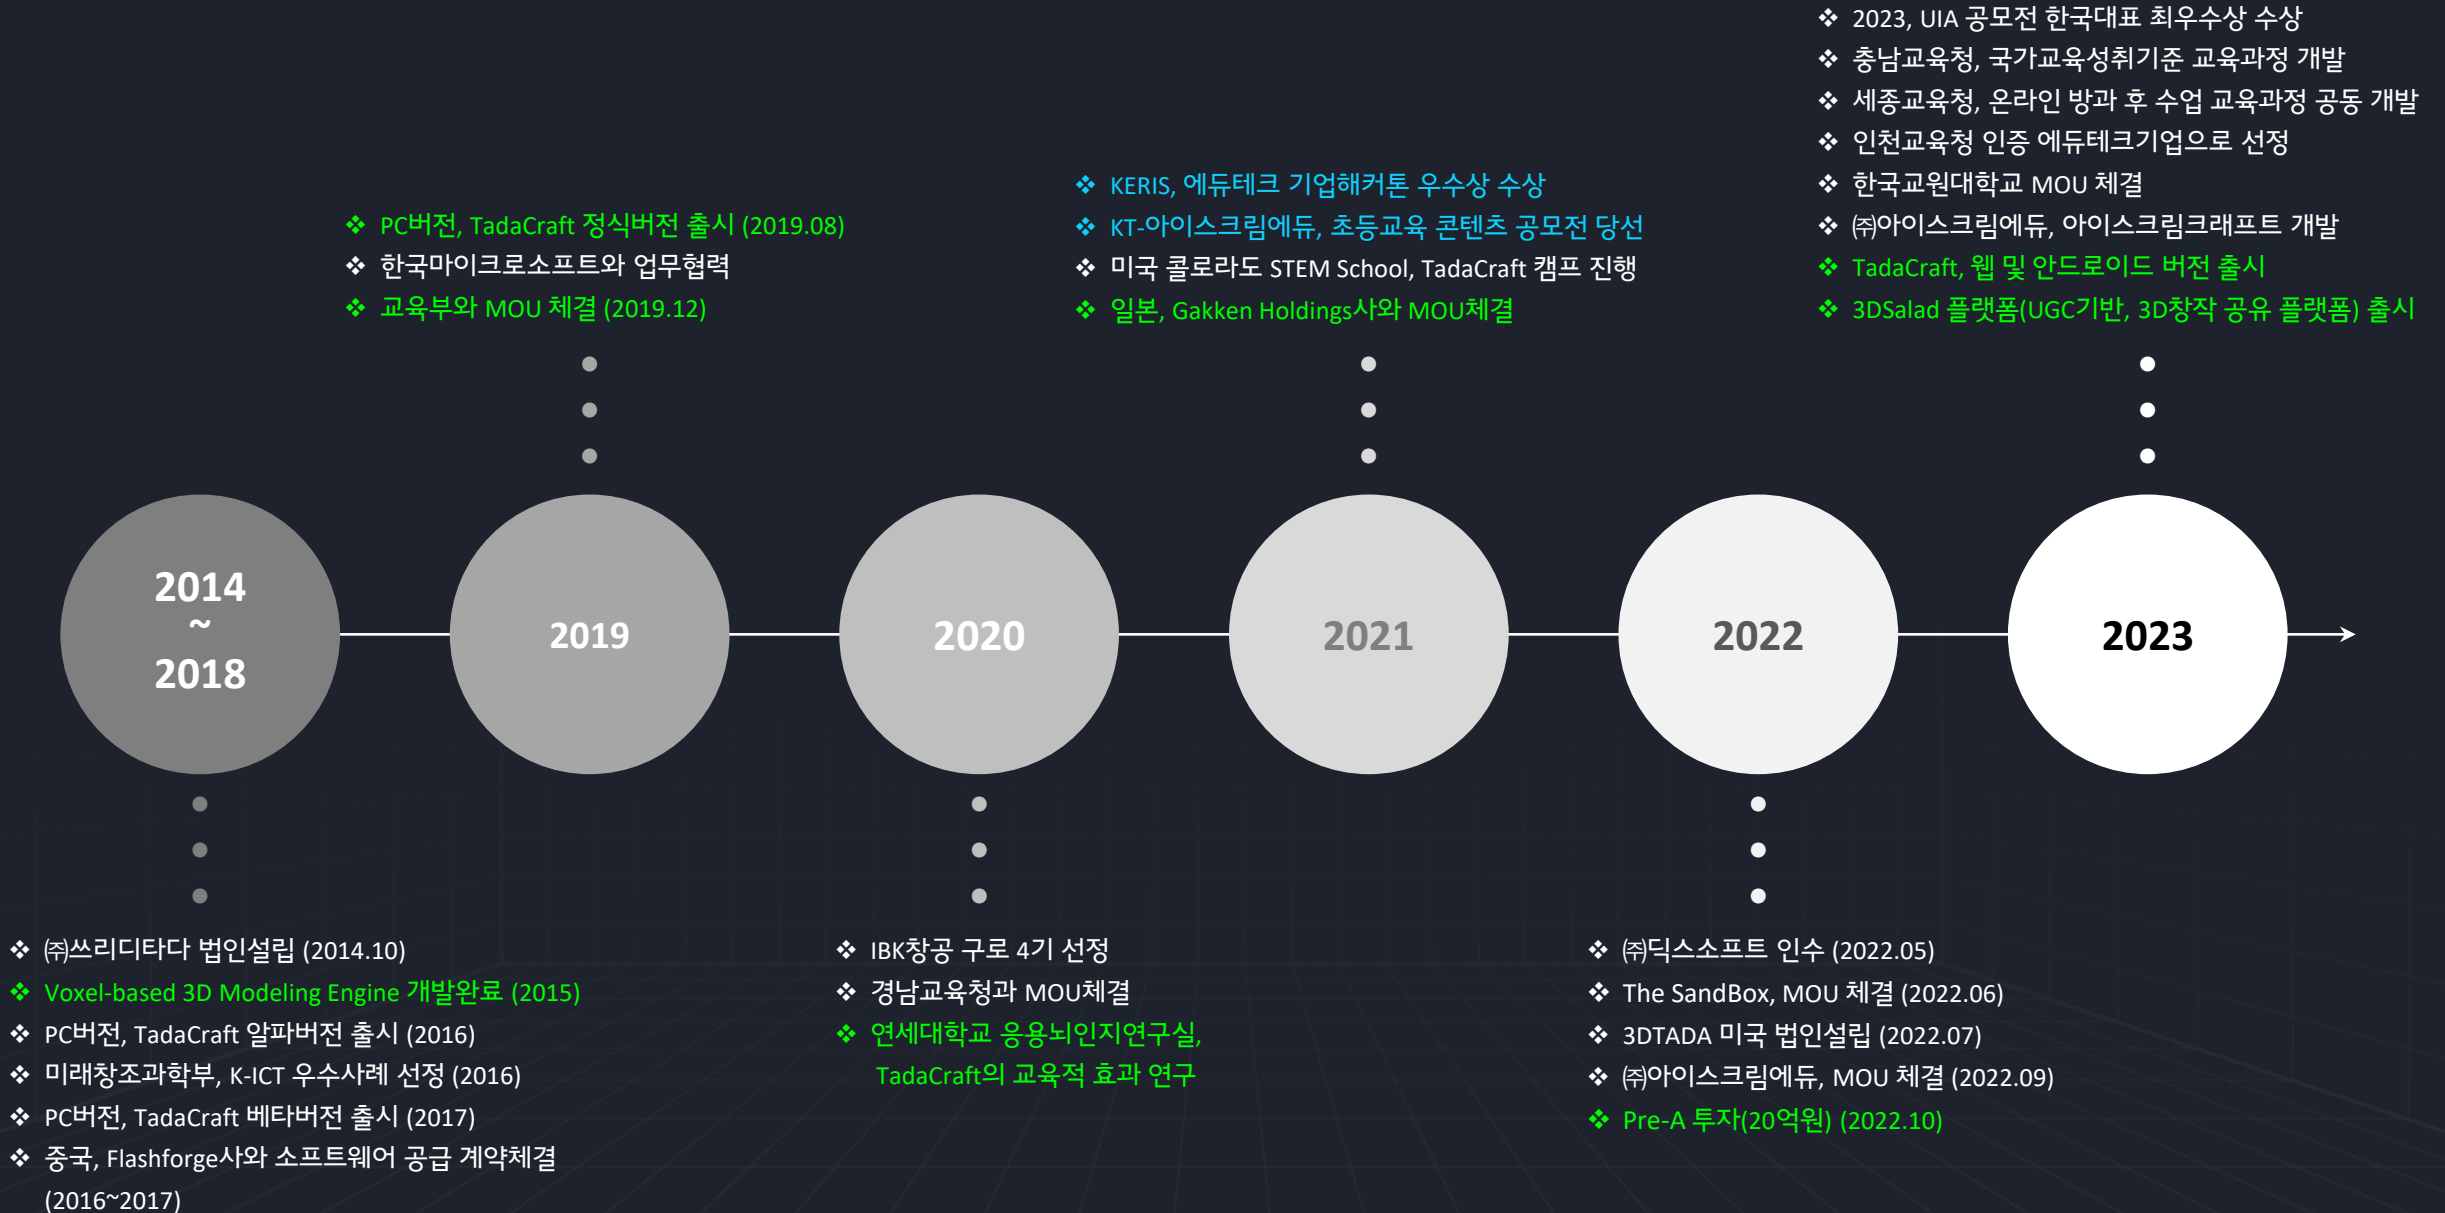 ❖ 2023, UIA 공모전 한국대표 최우수상 수상
❖ 충남교육청, 국가교육성취기준 교육과정 개발
❖ 세종교육청, 온라인 방과 후 수업 교육과정 공동 개발
❖ 인천교육청 인증 에듀테크기업으로 선정
❖ 한국교원대학교 MOU 체결
❖ ㈜아이스크림에듀, 아이스크림크래프트 개발
❖ TadaCraft, 웹 및 안드로이드 버전 출시
❖ 3DSalad 플랫폼(UGC기반, 3D창작 공유 플랫폼) 출시
❖ KERIS, 에듀테크 기업해커톤 우수상 수상
❖ KT-아이스크림에듀, 초등교육 콘텐츠 공모전 당선
❖ 미국 콜로라도 STEM School, TadaCraft 캠프 진행
❖ 일본, Gakken Holdings사와 MOU체결
❖ PC버전, TadaCraft 정식버전 출시 (2019.08)
❖ 한국마이크로소프트와 업무협력
❖ 교육부와 MOU 체결 (2019.12)
2014
~
2018
2019
2020
2021
2022
2023
❖ ㈜쓰리디타다 법인설립 (2014.10)
❖ Voxel-based 3D Modeling Engine 개발완료 (2015)
❖ PC버전, TadaCraft 알파버전 출시 (2016)
❖ 미래창조과학부, K-ICT 우수사례 선정 (2016)
❖ PC버전, TadaCraft 베타버전 출시 (2017)
❖ 중국, Flashforge사와 소프트웨어 공급 계약체결
(2016~2017)
❖ IBK창공 구로 4기 선정
❖ 경남교육청과 MOU체결
❖ 연세대학교 응용뇌인지연구실,
TadaCraft의 교육적 효과 연구
❖ ㈜딕스소프트 인수 (2022.05)
❖ The SandBox, MOU 체결 (2022.06)
❖ 3DTADA 미국 법인설립 (2022.07)
❖ ㈜아이스크림에듀, MOU 체결 (2022.09)
❖ Pre-A 투자(20억원) (2022.10)